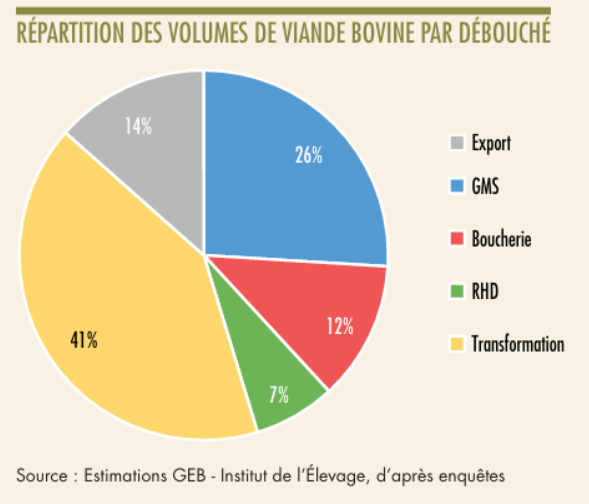 RÉPARTITION DES VOLUMES DE VIANDE BOVINE PAR DÉBOUCHÉ
14%
26%
12%
7%
41%
Export
GMS
Boucherie
RHD
Transformation
Source : Estimations GEB - Institut de l'Élevage, d'après enquêtes